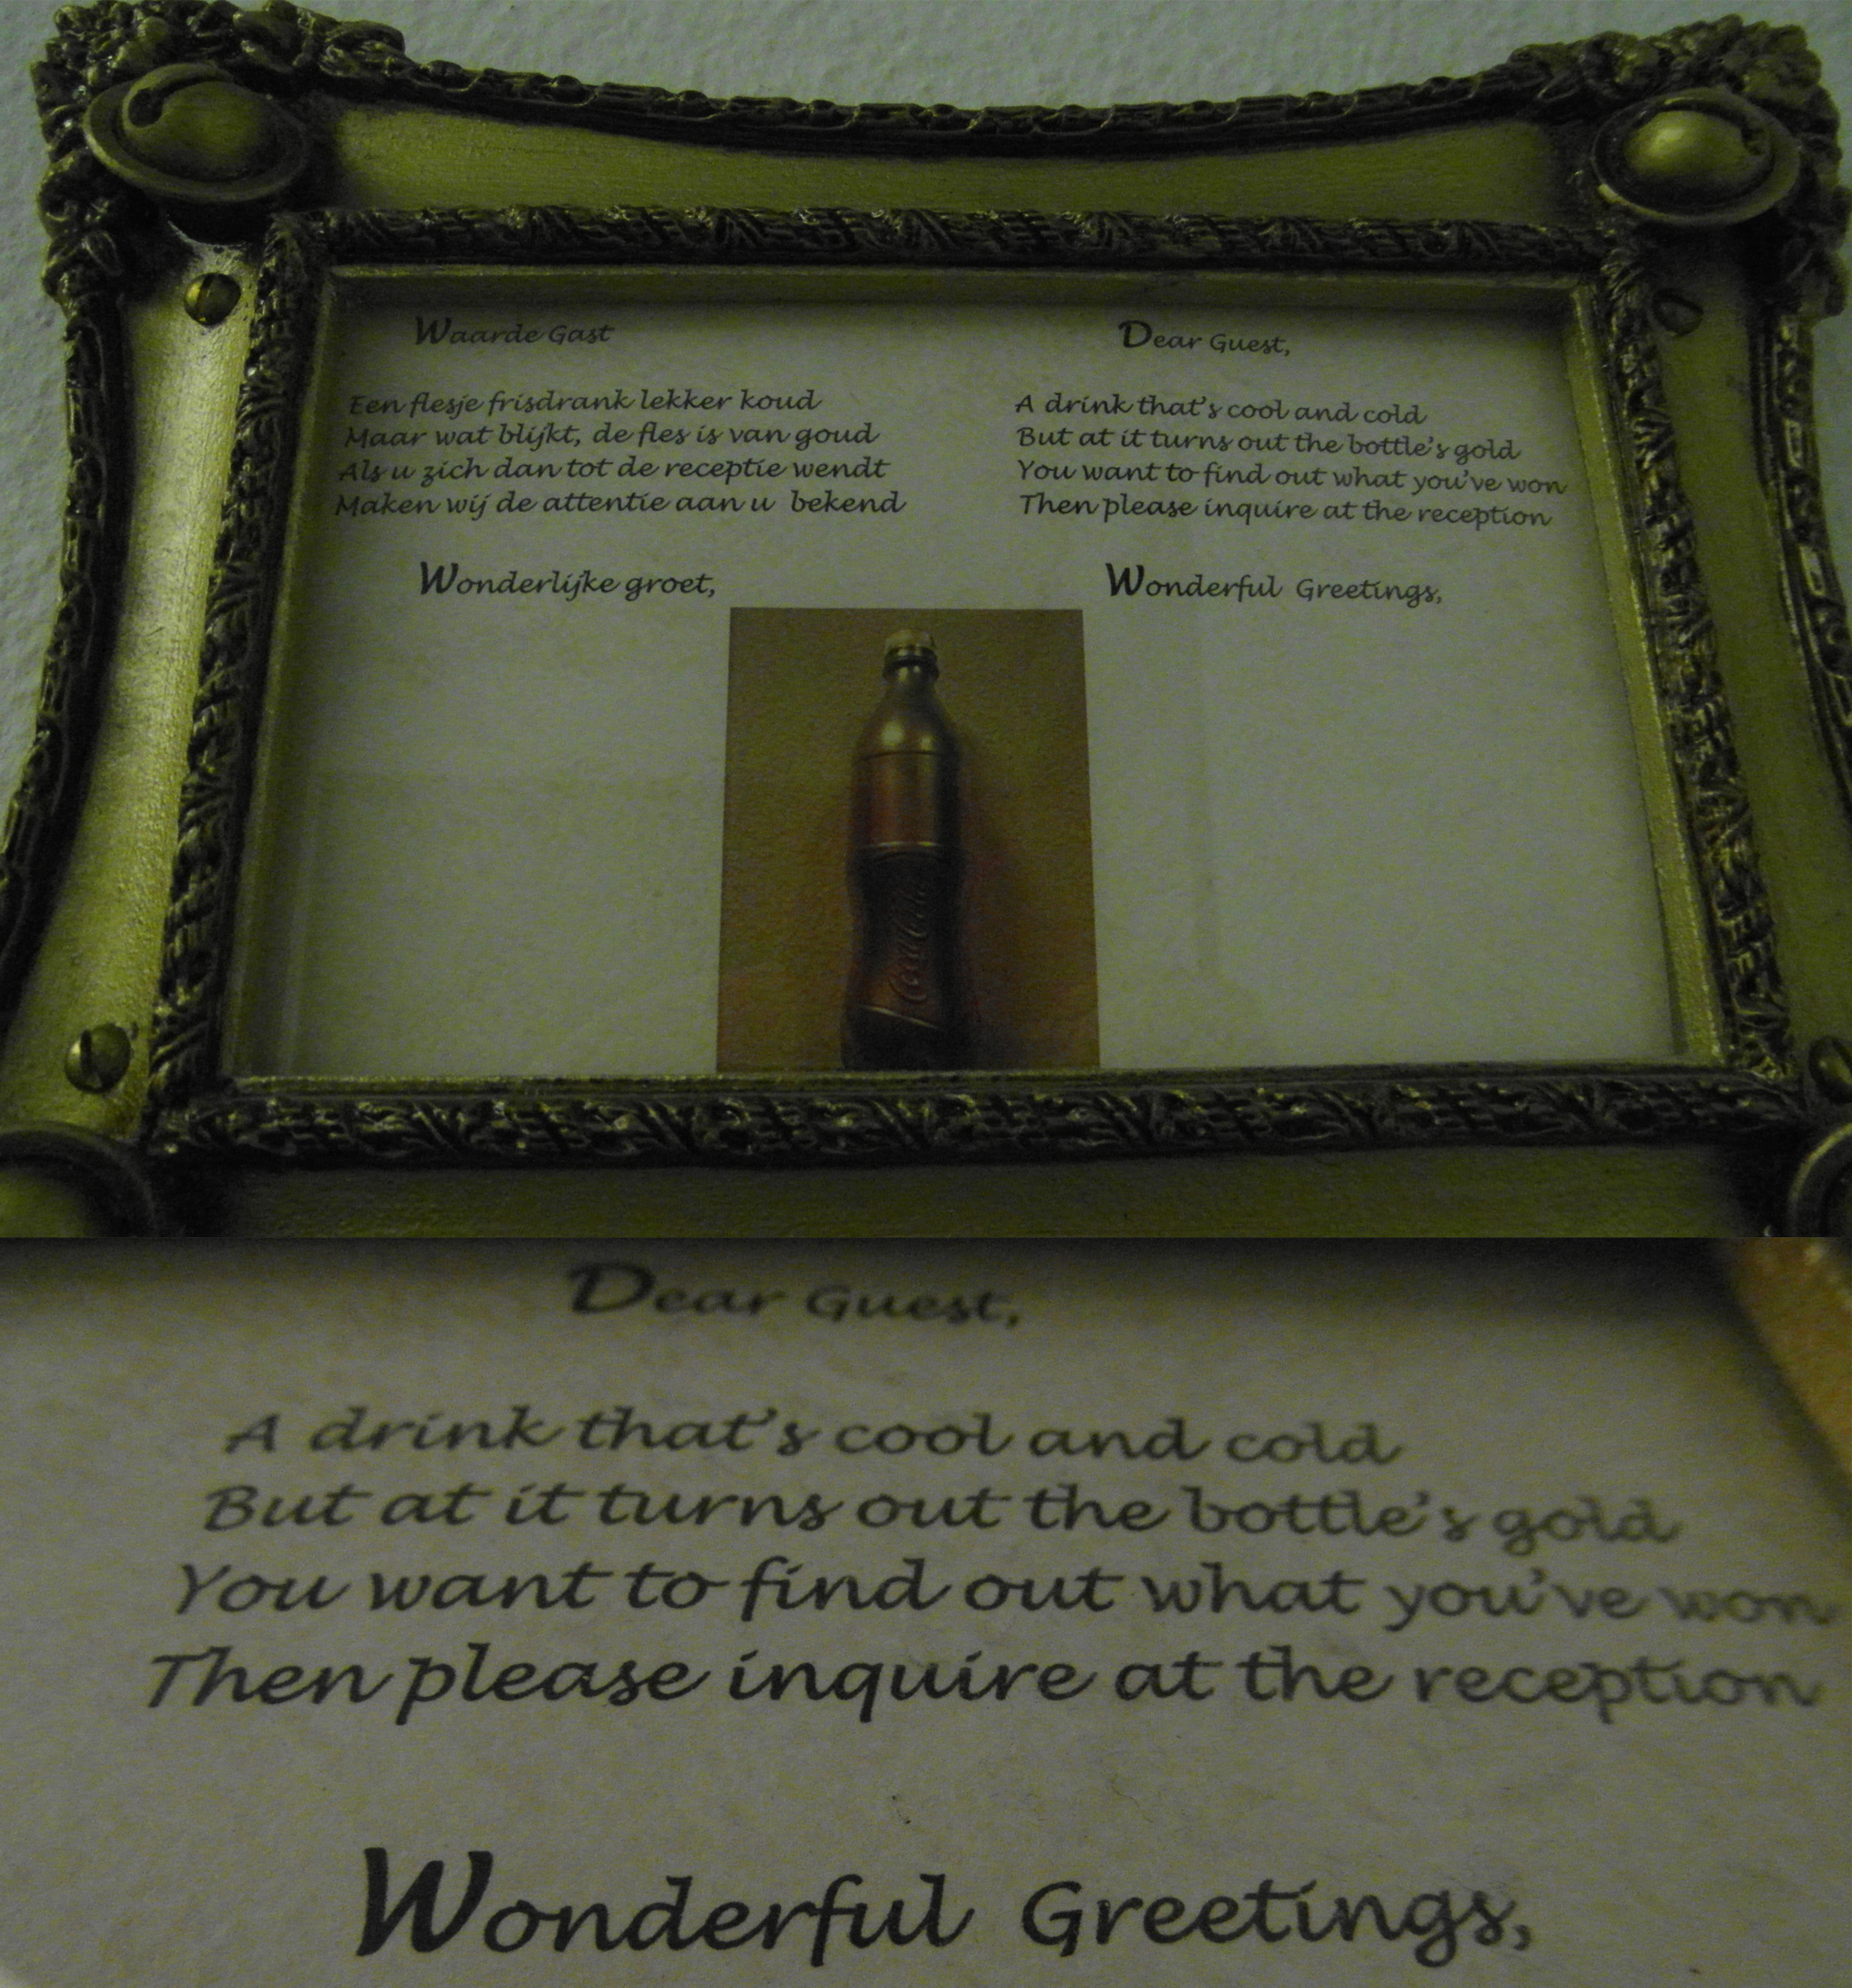 Waarde Gast
Een flesje frisdrank lekker koud
Maar wat blijkt, de fles is van goud
Als u zich dan tot de receptie wendt
Maken wij de attentie aan u bekend
Wonderlijke groet,
Dear Guest,
A drink that's cool and cold
But at it turns out the bottle's gold
You want to find out what you've won
Then please inquire at the reception
Wonderful Greetings,
Coca-Cola
Dear Guest,
A drink that's cool and cold
But at it turns out the bottle's gold
You want to find out what you've won
Then please inquire at the reception
Wonderful Greetings,